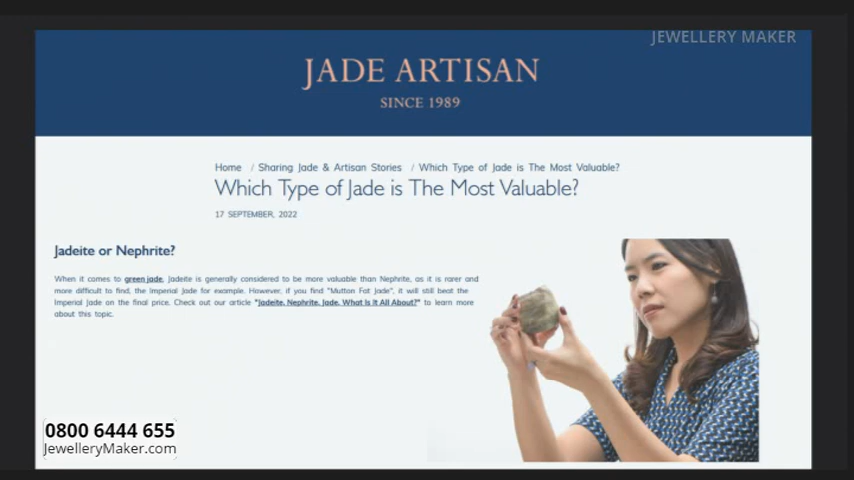 JEWELLERY MAKER
JADE ARTISAN
SINCE 1989
Home / Sharing Jade & Artisan Stories / Which Type of Jade is The Most Valuable?
Which Type of Jade is The Most Valuable?
17 SEPTEMBER, 2022
Jadeite or Nephrite?
When it comes to green jade, Jadeite is generally considered to be more valuable than Nephrite, as it is rarer and
more difficult to find, the Imperial Jade for example. However, if you find "Mutton Fat Jade", it will still beat the
Imperial Jade on the final price. Check out our article "Jadeite, Nephrite, Jade, What Is It All About?" to learn more
about this topic.
0800 6444 655
JewelleryMaker.com